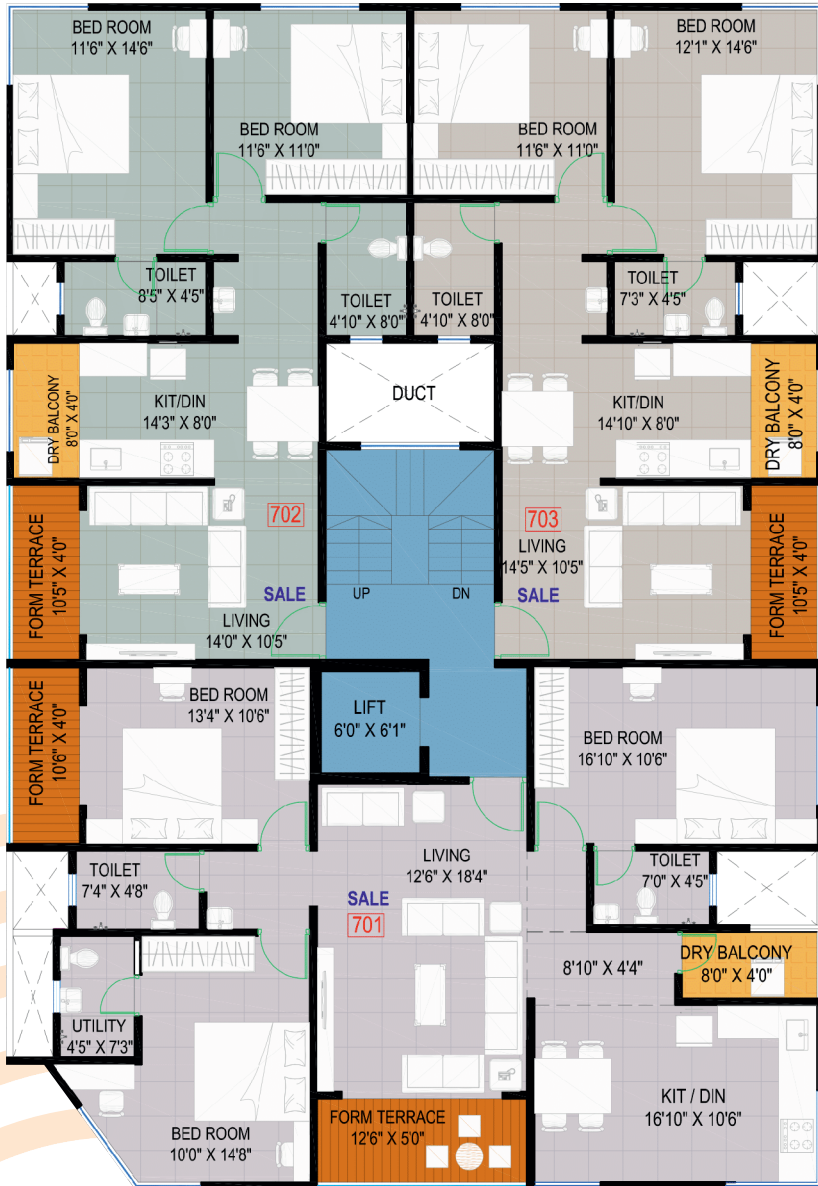 BED ROOM
11'6" X 14'6"
BED ROOM
11'6" X 11'0"
BED ROOM
11'6" X 11'0"
BED ROOM
12'1" X 14'6"
TOILET
8'5" X 4'5"
TOILET
4'10" X 8'0"
TOILET
4'10" X 8'0"
TOILET
7'3" X 4'5"
DRY BALCONY
8'0" X 4'0"
KIT/DIN
14'3" X 8'0"
DUCT
KIT/DIN
14'10" X 8'0"
DRY BALCONY
8'0" X 4'0"
FORM TERRACE
10'5" X 4'0"
702
SALE
LIVING
14'0" X 10'5"
UP
DN
703
LIVING
14'5" X 10'5"
SALE
FORM TERRACE
10'5" X 4'0"
FORM TERRACE
10'6" X 4'0"
BED ROOM
13'4" X 10'6"
LIFT
6'0" X 6'1"
BED ROOM
16'10" X 10'6"
TOILET
7'4" X 4'8"
LIVING
12'6" X 18'4"
SALE
701
TOILET
7'0" X 4'5"
8'10" X 4'4"
DRY BALCONY
8'0" X 4'0"
UTILITY
4'5" X 7'3"
BED ROOM
10'0" X 14'8"
FORM TERRACE
12'6" X 5'0"
KIT / DIN
16'10" X 10'6"